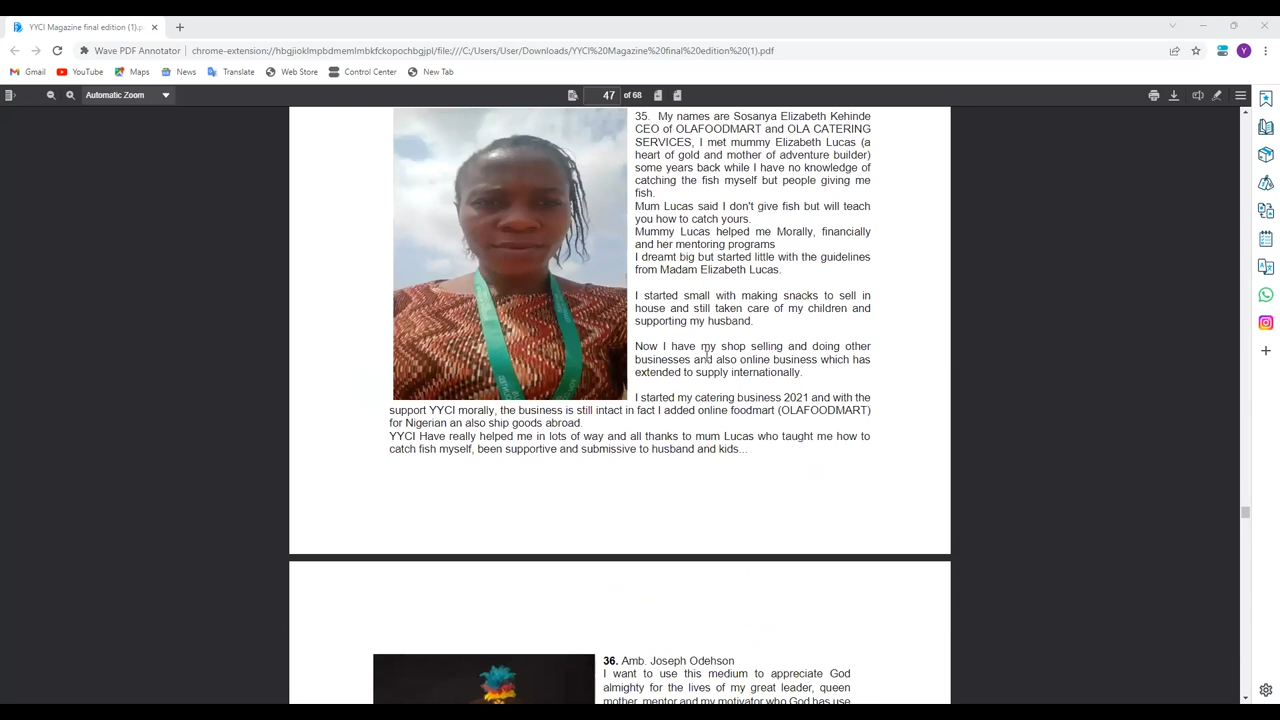 YYCI Magazine final edition (1).p
Wave PDF Annotator
chrome-extension://hbgjioklmpbdmemlmbkfckopochbgjpl/file:///C:/Users/User/Downloads/YYCI%20Magazine%20final%20edition%20(1).pdf
Y
Gmail
YouTube
Maps
News
Translate
Web Store
Control Center
New Tab
Automatic Zoom
47 of 68
35. My names are Sosanya Elizabeth Kehinde
CEO of OLAFOODMART and OLA CATERING
SERVICES, I met mummy Elizabeth Lucas (a
heart of gold and mother of adventure builder)
some years back while I have no knowledge of
catching the fish myself but people giving me
fish.
Mum Lucas said I don't give fish but will teach
you how to catch yours.
Mummy Lucas helped me Morally, financially
and her mentoring programs
I dreamt big but started little with the guidelines
from Madam Elizabeth Lucas.
I started small with making snacks to sell in
house and still taken care of my children and
supporting my husband.
Now I have my shop selling and doing other
businesses and also online business which has
extended to supply internationally.
I started my catering business 2021 and with the
support YYCI morally, the business is still intact in fact I added online foodmart (OLAFOODMART)
for Nigerian an also ship goods abroad.
YYCI Have really helped me in lots of way and all thanks to mum Lucas who taught me how to
catch fish myself, been supportive and submissive to husband and kids...
36. Amb. Joseph Odehson
I want to use this medium to appreciate God
almighty for the lives of my great leader, queen
mother, mentor and my motivator who God has use